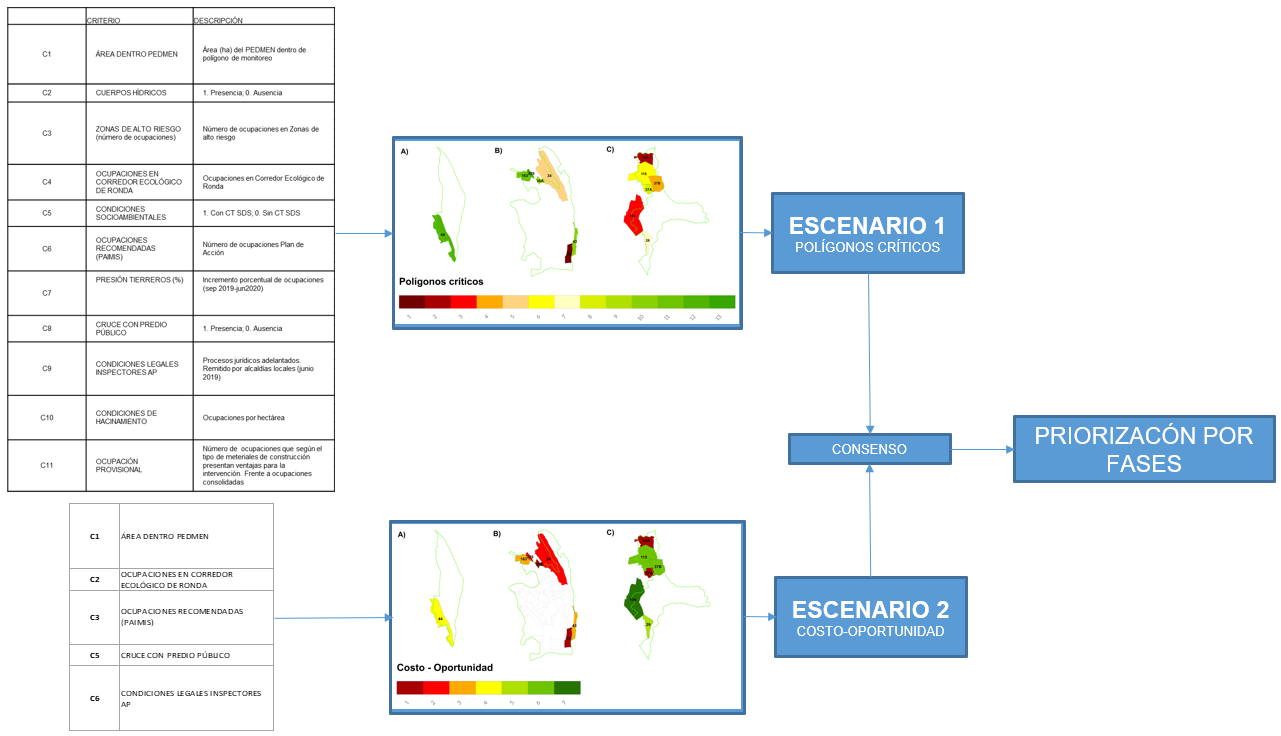 CRITERIO DESCRIPCIÓN
C1 ÁREA DENTRO PEDMEN Área (ha) del PEDMEN dentro de
polígono de monitoreo
C2 CUERPOS HÍDRICOS 1. Presencia; 0. Ausencia
C3 ZONAS DE ALTO RIESGO
(número de ocupaciones)
Número de ocupaciones en Zonas de
alto riesgo
C4 OCUPACIONES EN
CORREDOR ECOLÓGICO
DE RONDA
Ocupaciones en Corredor Ecológico de
Ronda
C5 CONDICIONES
SOCIOAMBIENTALES
1. Con CT SDS; 0. Sin CT SDS
C6 OCUPACIONES
RECOMENDADAS
(PAIMIS)
Número de ocupaciones Plan de
Acción
C7 PRESIÓN TIERREROS (%) Incremento porcentual de ocupaciones
(sep 2019-jun2020)
C8 CRUCE CON PREDIO
PÚBLICO
1. Presencia; 0. Ausencia
C9 CONDICIONES LEGALES
INSPECTORES AP
Procesos jurídicos adelantados.
Remitido por alcaldías locales (junio
2019)
C10 CONDICIONES DE
HACINAMIENTO
Ocupaciones por hectárea
C11 OCUPACIÓN
PROVISIONAL
Número de ocupaciones que según el
tipo de meteriales de construcción
presentan ventajas para la
intervención. Frente a ocupaciones
consolidadas
A) B) C)
Polígonos críticos
1 2 3 4 5 6 7 8 9 10 11 12 13
ESCENARIO 1
POLÍGONOS CRÍTICOS
CONSENSO
PRIORIZACÓN POR
FASES
C1 ÁREA DENTRO PEDMEN
C2 OCUPACIONES EN CORREDOR
ECOLÓGICO DE RONDA
C3 OCUPACIONES RECOMENDADAS
(PAIMIS)
C5 CRUCE CON PREDIO PÚBLICO
C6 CONDICIONES LEGALES INSPECTORES
AP
A) B) C)
Costo - Oportunidad
1 2 3 4 5 6 7
ESCENARIO 2
COSTO-OPORTUNIDAD